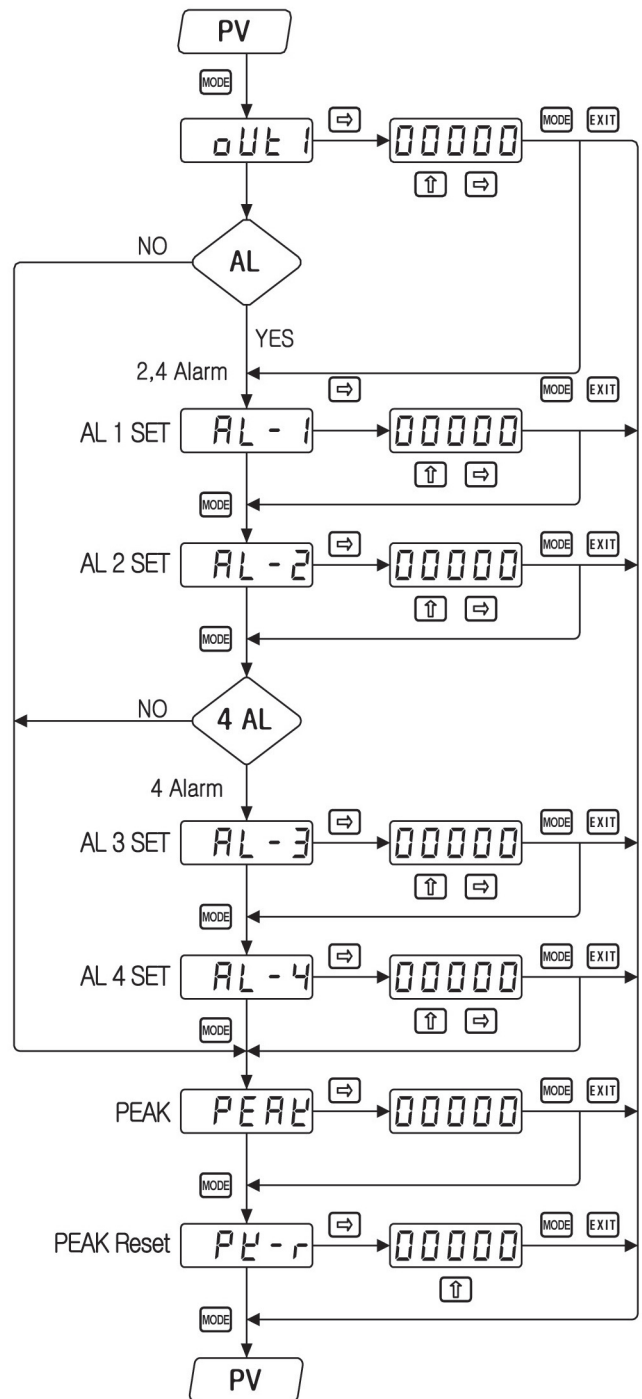 PV
MODE
oUt1 00000 MODE EXIT
NO AL
YES
2,4 Alarm
MODE EXIT
AL 1 SET AL-1 00000
MODE
AL 2 SET AL-2 00000 MODE EXIT
MODE
NO 4 AL
4 Alarm
AL 3 SET AL-3 00000 MODE EXIT
MODE
AL 4 SET AL-4 00000 MODE EXIT
MODE
PEAK PEAK 00000 MODE EXIT
MODE
PEAK Reset PK-r 00000 MODE EXIT
MODE
PV